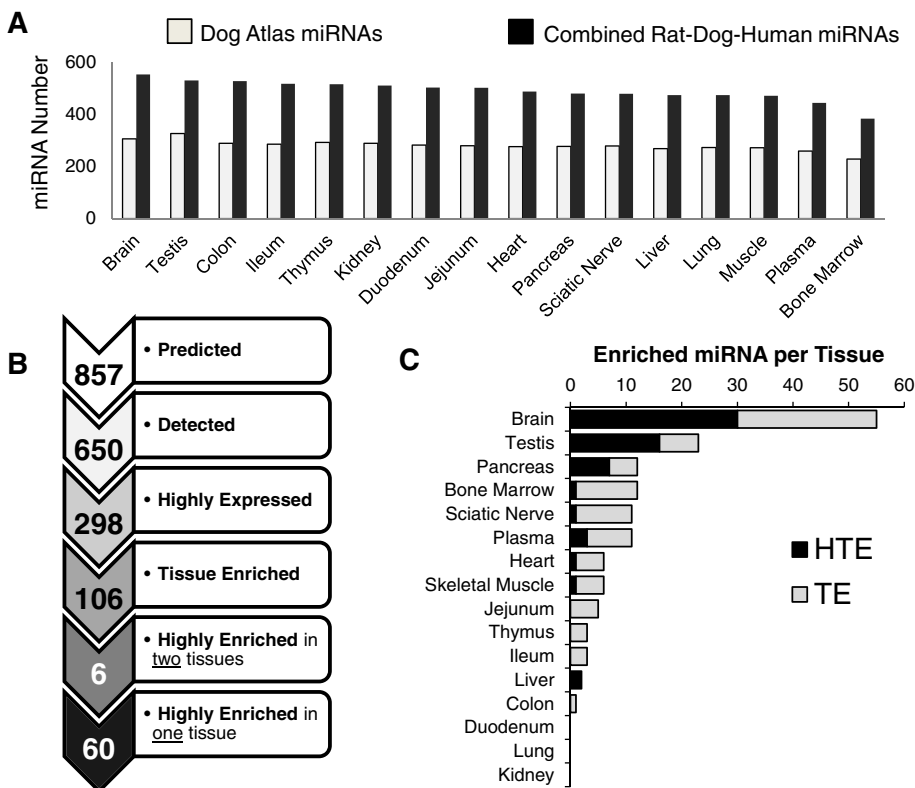 A
Dog Atlas miRNAs
Combined Rat-Dog-Human miRNAs
miRNA Number
600
400
200
0
Brain
Testis
Colon
Ileum
Thymus
Kidney
Duodenum
Jejunum
Heart
Pancreas
Sciatic Nerve
Liver
Lung
Muscle
Plasma
Bone Marrow
B
857
• Predicted
650
• Detected
298
• Highly Expressed
106
• Tissue Enriched
6
• Highly Enriched in
two tissues
60
• Highly Enriched in
one tissue
C
Enriched miRNA per Tissue
0 10 20 30 40 50 60
Brain
Testis
Pancreas
Bone Marrow
Sciatic Nerve
Plasma
Heart
Skeletal Muscle
Jejunum
Thymus
Ileum
Liver
Colon
Duodenum
Lung
Kidney
HTE
TE